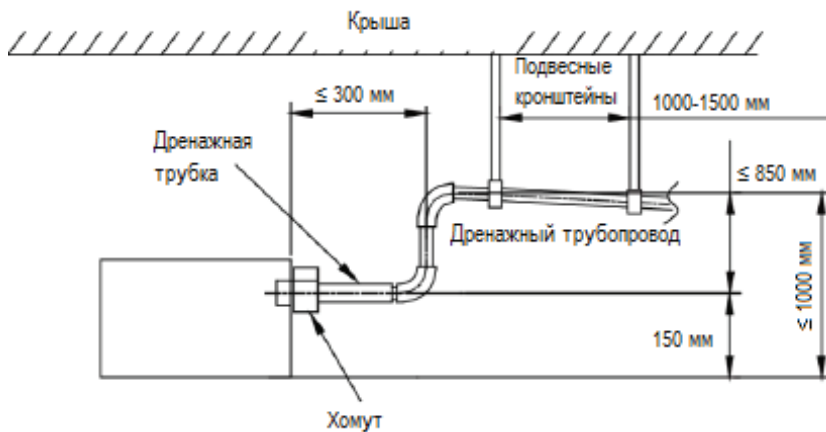 Крыша
Подвесные
кронштейны
≤ 300 мм
1000-1500 мм
Дренажная
трубка
≤ 850 мм
Дренажный трубопровод
≤ 1000 мм
150 мм
Хомут